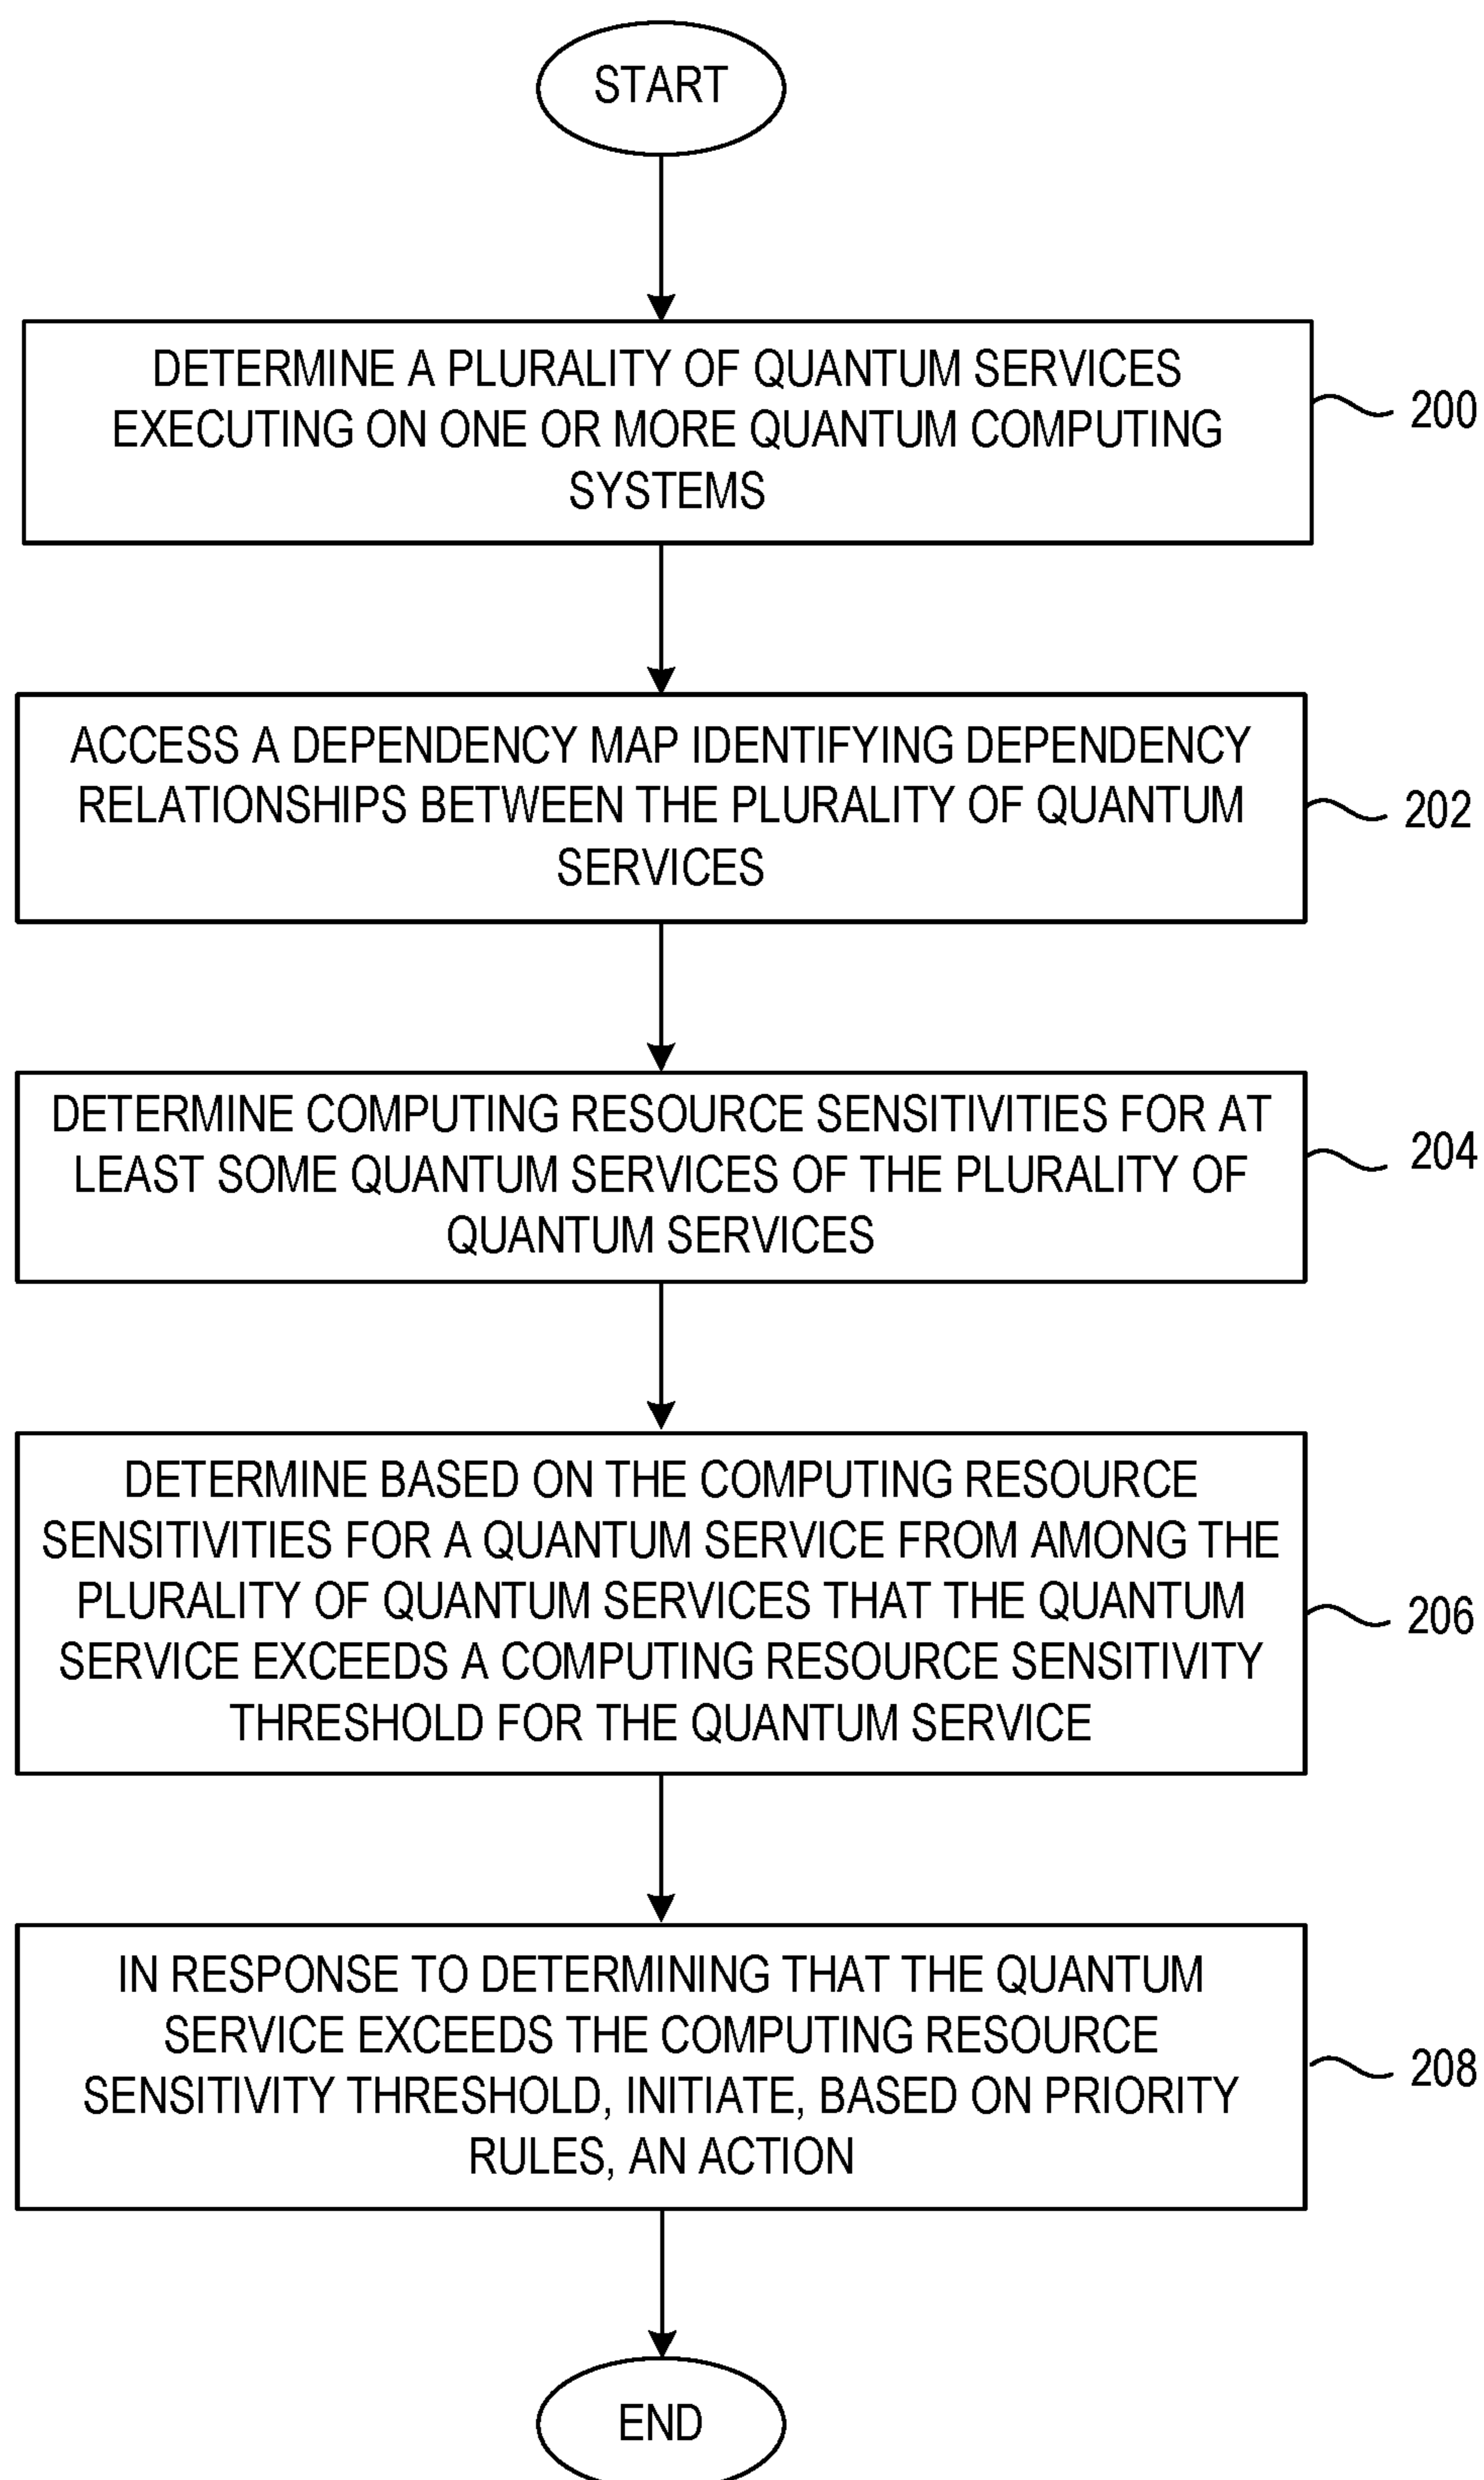 START
DETERMINE A PLURALITY OF QUANTUM SERVICES
EXECUTING ON ONE OR MORE QUANTUM COMPUTING
SYSTEMS
200
ACCESS A DEPENDENCY MAP IDENTIFYING DEPENDENCY
RELATIONSHIPS BETWEEN THE PLURALITY OF QUANTUM
SERVICES
202
DETERMINE COMPUTING RESOURCE SENSITIVITIES FOR AT
LEAST SOME QUANTUM SERVICES OF THE PLURALITY OF
QUANTUM SERVICES
204
DETERMINE BASED ON THE COMPUTING RESOURCE
SENSITIVITIES FOR A QUANTUM SERVICE FROM AMONG THE
PLURALITY OF QUANTUM SERVICES THAT THE QUANTUM
SERVICE EXCEEDS A COMPUTING RESOURCE SENSITIVITY
THRESHOLD FOR THE QUANTUM SERVICE
206
IN RESPONSE TO DETERMINING THAT THE QUANTUM
SERVICE EXCEEDS THE COMPUTING RESOURCE
SENSITIVITY THRESHOLD, INITIATE, BASED ON PRIORITY
RULES, AN ACTION
208
END